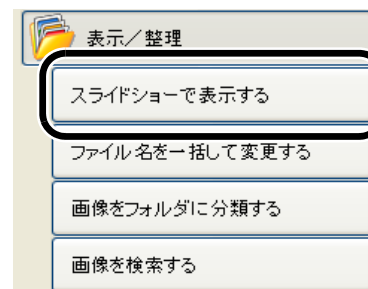 表示／整理
スライドショーで表示する
ファイル名を一括して変更する
画像をフォルダに分類する
画像を検索する